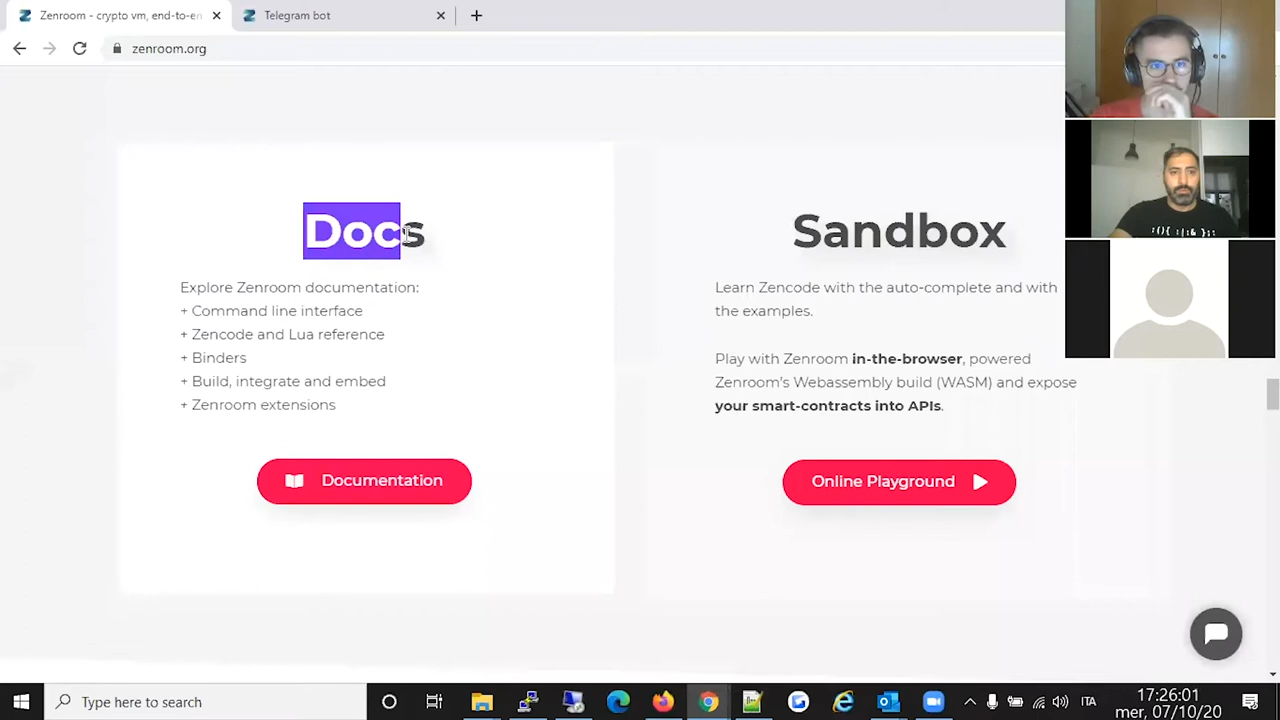 Zenroom - crypto vm, end-to-en
Telegram bot
zenroom.org
Docs
Explore Zenroom documentation:
+ Command line interface
+ Zencode and Lua reference
+ Binders
+ Build, integrate and embed
+ Zenroom extensions
Documentation
Sandbox
Learn Zencode with the auto-complete and with
the examples.
Play with Zenroom in-the-browser, powered
Zenroom's Webassembly build (WASM) and expose
your smart-contracts into APIs.
Online Playground
Type here to search
ITA
17:26:01
mer, 07/10/20